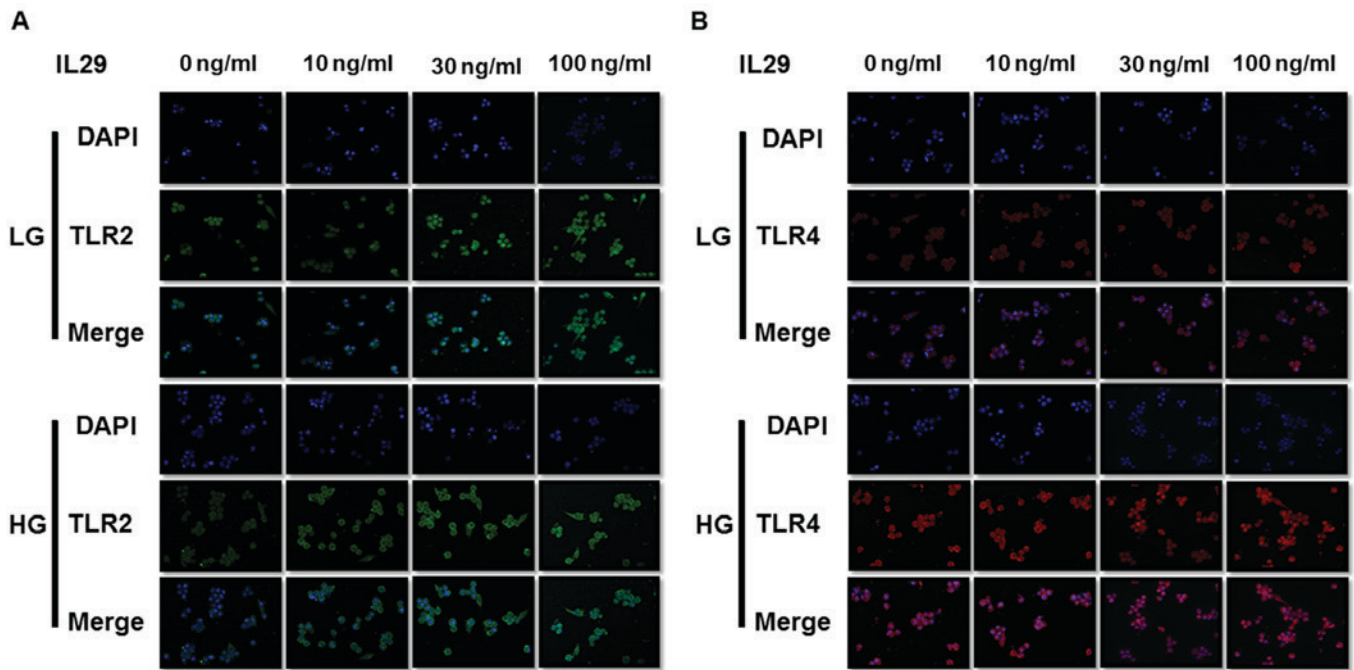 A
IL29 0 ng/ml 10 ng/ml 30 ng/ml 100 ng/ml
DAPI
LG TLR2
Merge
DAPI
HG TLR2
Merge
B
IL29 0 ng/ml 10 ng/ml 30 ng/ml 100 ng/ml
DAPI
LG TLR4
Merge
DAPI
HG TLR4
Merge